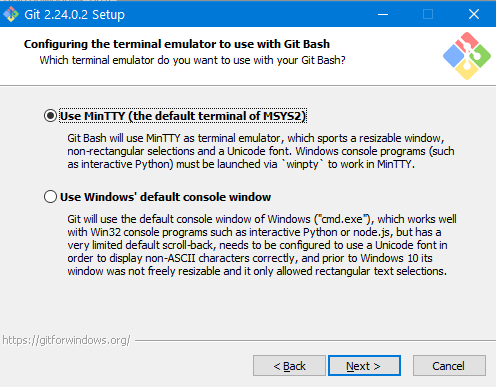 Git 2.24.0.2 Setup
Configuring the terminal emulator to use with Git Bash
Which terminal emulator do you want to use with your Git Bash?
Use MinTTY (the default terminal of MSYS2)
Git Bash will use MinTTY as terminal emulator, which sports a resizable window,
non-rectangular selections and a Unicode font. Windows console programs (such
as interactive Python) must be launched via `winpty` to work in MinTTY.
Use Windows' default console window
Git will use the default console window of Windows ("cmd.exe"), which works well
with Win32 console programs such as interactive Python or node.js, but has a
very limited default scroll-back, needs to be configured to use a Unicode font in
order to display non-ASCII characters correctly, and prior to Windows 10 its
window was not freely resizable and it only allowed rectangular text selections.
https://gitforwindows.org/
< Back Next > Cancel